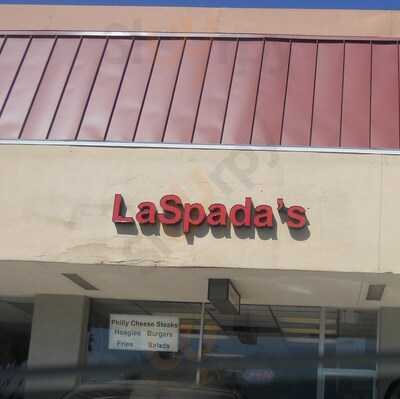 LaSpada's
Philly Cheese Steaks
Hoagies Burgers
Fries Salads